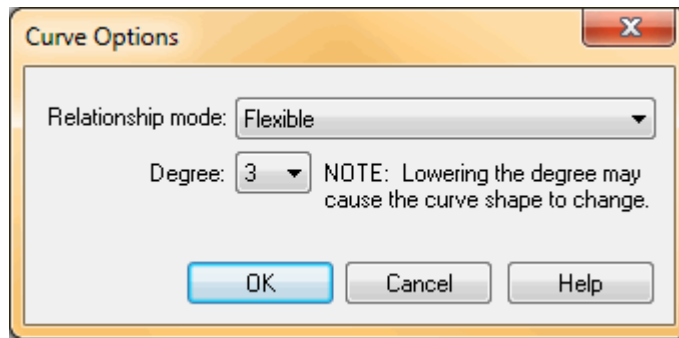 Curve Options
Relationship mode: Flexible
Degree: 3 NOTE: Lowering the degree may
cause the curve shape to change.
OK Cancel Help